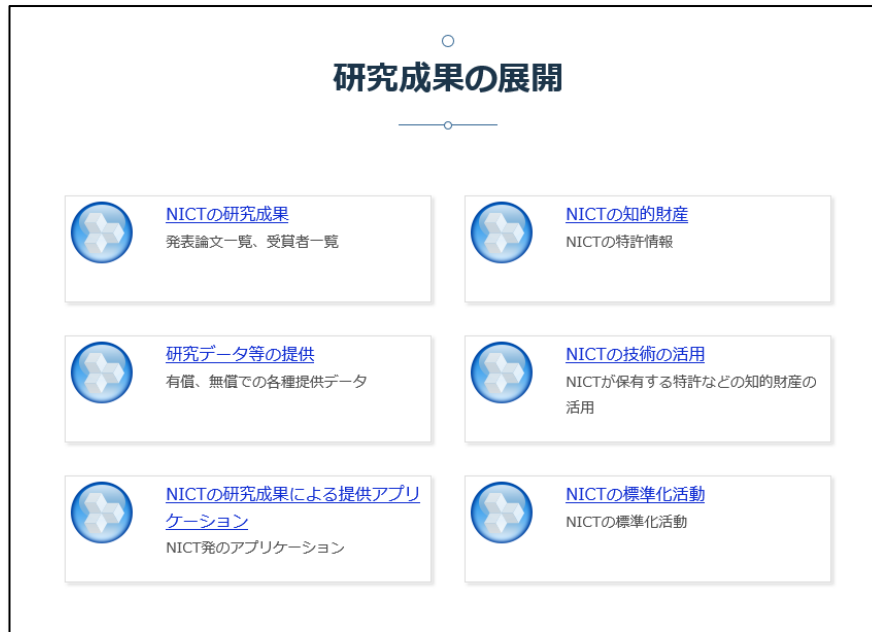 研究成果の展開
NICTの研究成果
発表論文一覧、受賞者一覧
NICTの知的財産
NICTの特許情報
研究データ等の提供
有償、無償での各種提供データ
NICTの技術の活用
NICTが保有する特許などの知的財産の
活用
NICTの研究成果による提供アプリ
ケーション
NICT発のアプリケーション
NICTの標準化活動
NICTの標準化活動